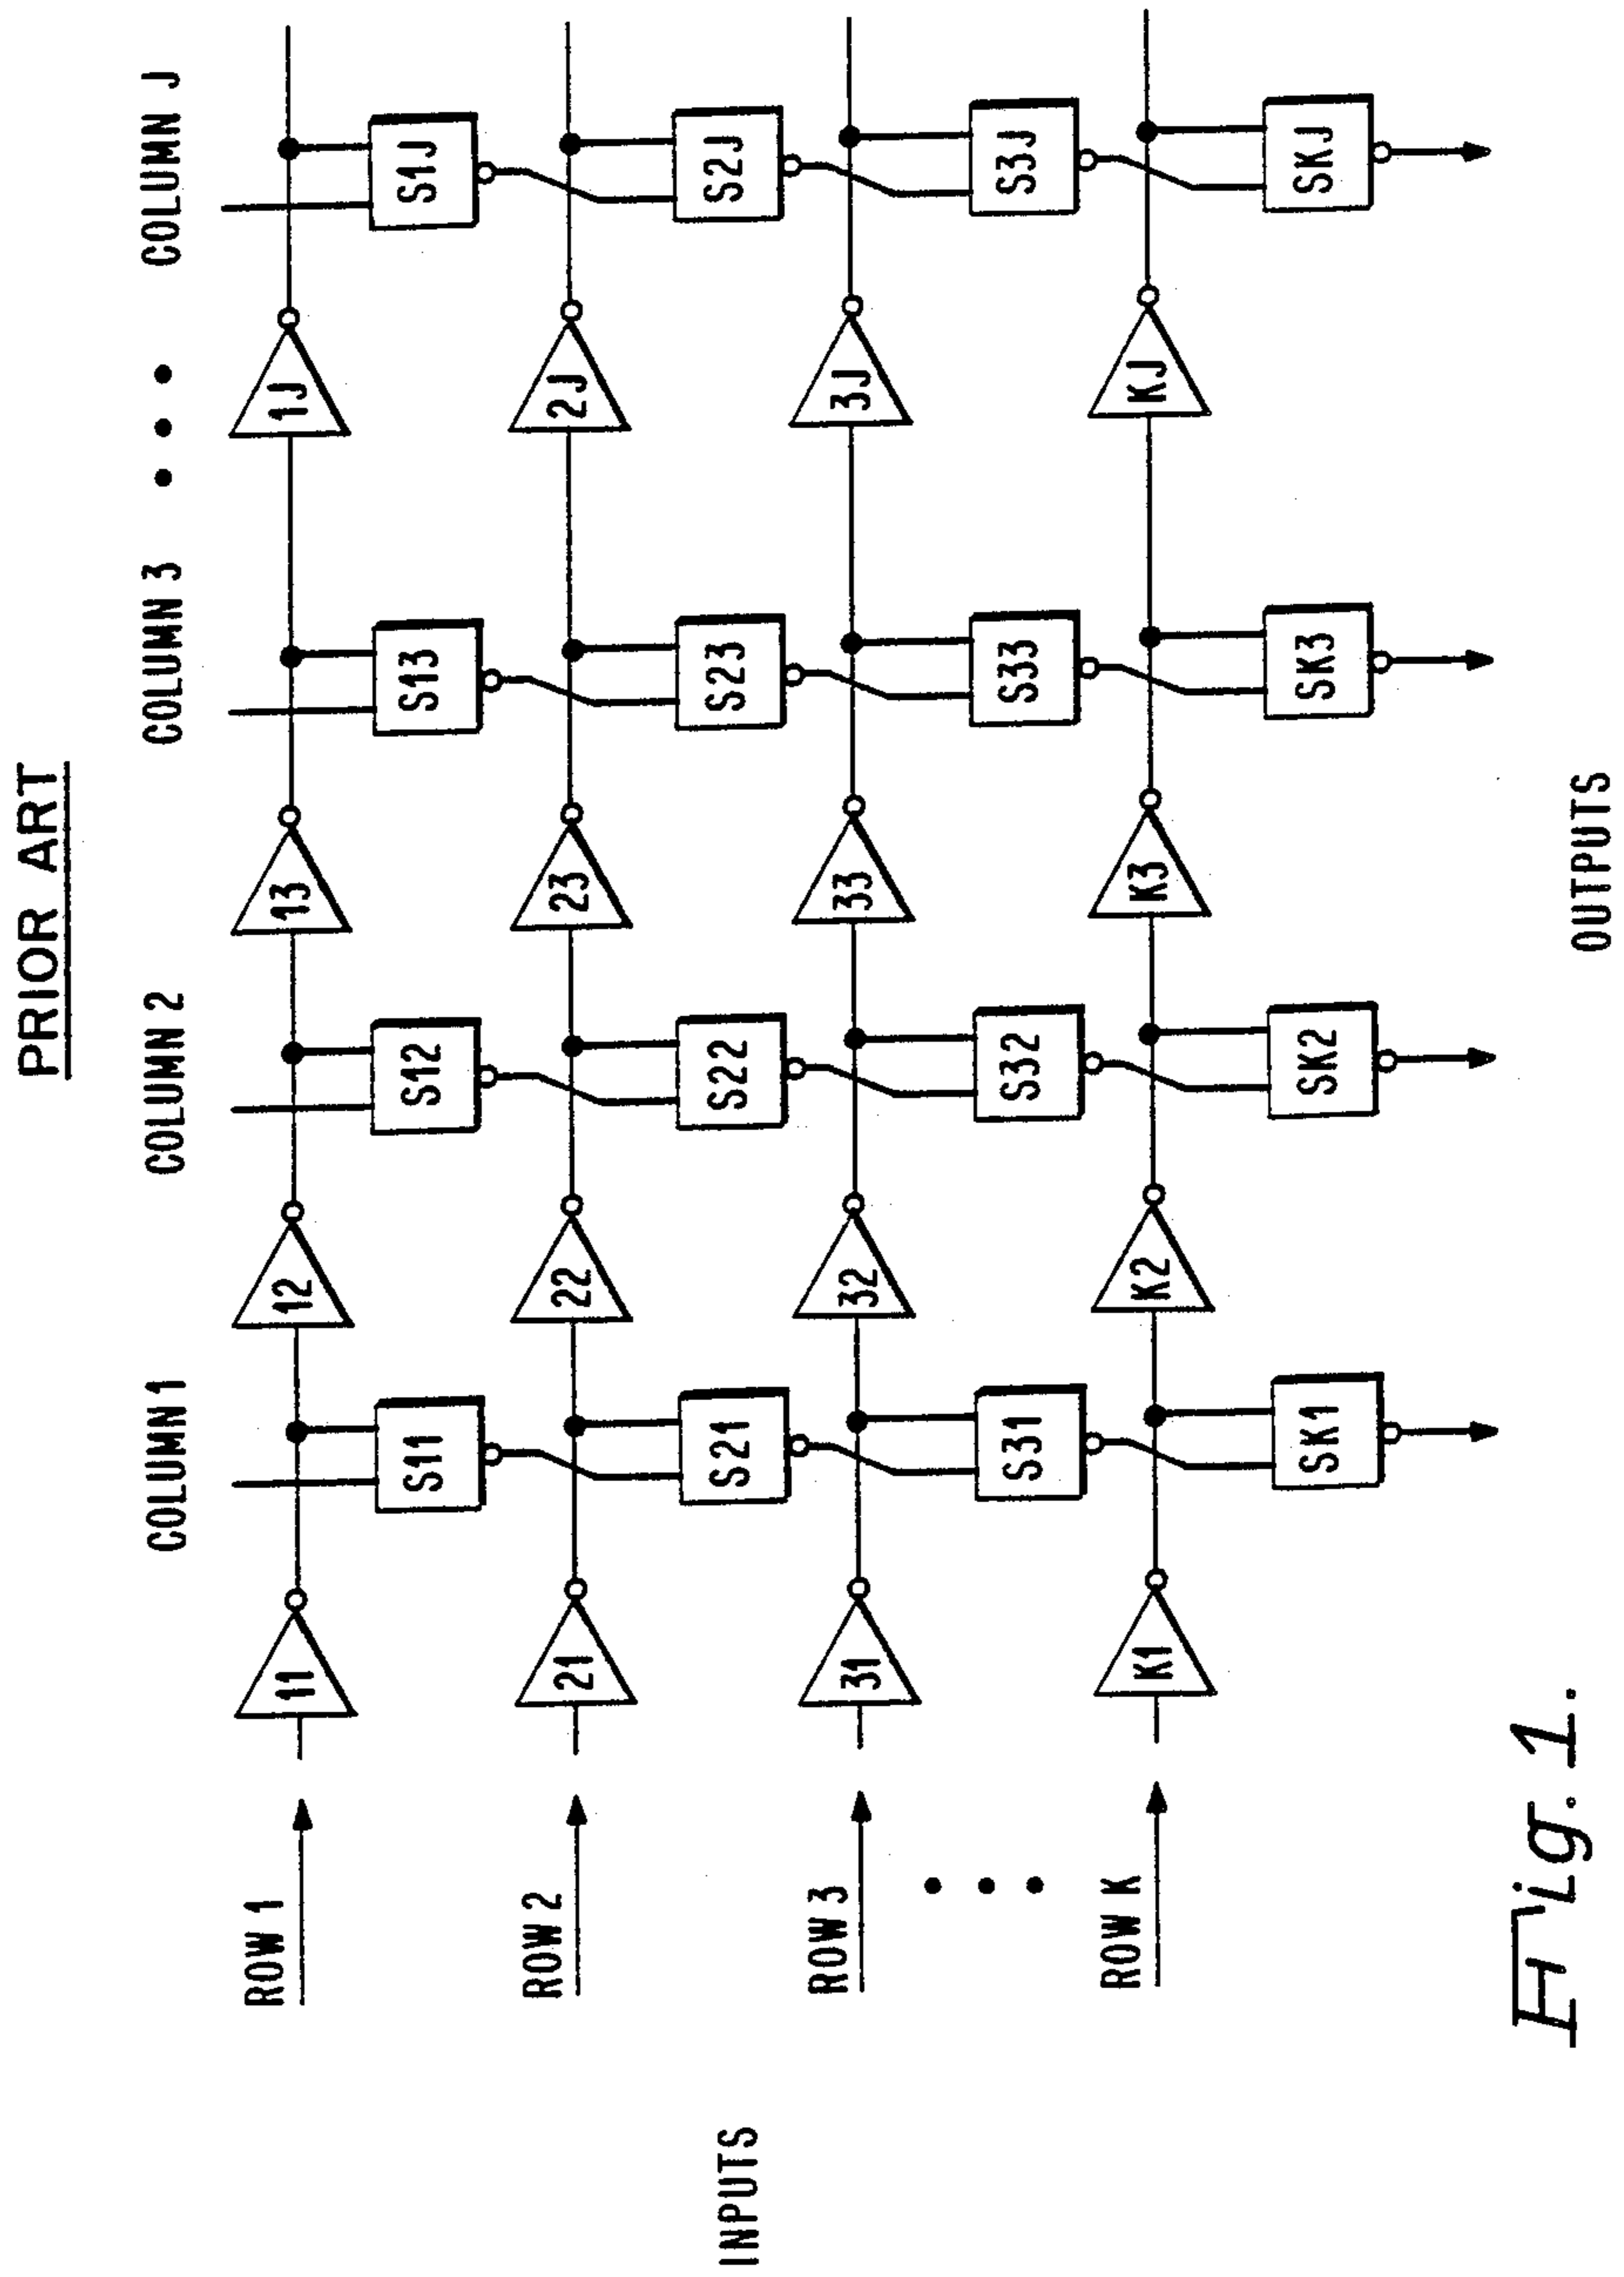 PRIOR ART
COLUMN 1 COLUMN 2 COLUMN 3 COLUMN J
ROW 1 11 12 13 1J
S11 S12 S13 S1J
ROW 2 21 22 23 2J
S21 S22 S23 S2J
INPUTS
ROW 3 31 32 33 3J
S31 S32 S33 S3J
ROW K K1 K2 K3 KJ
SK1 SK2 SK3 SKJ
OUTPUTS
Fig. 1.